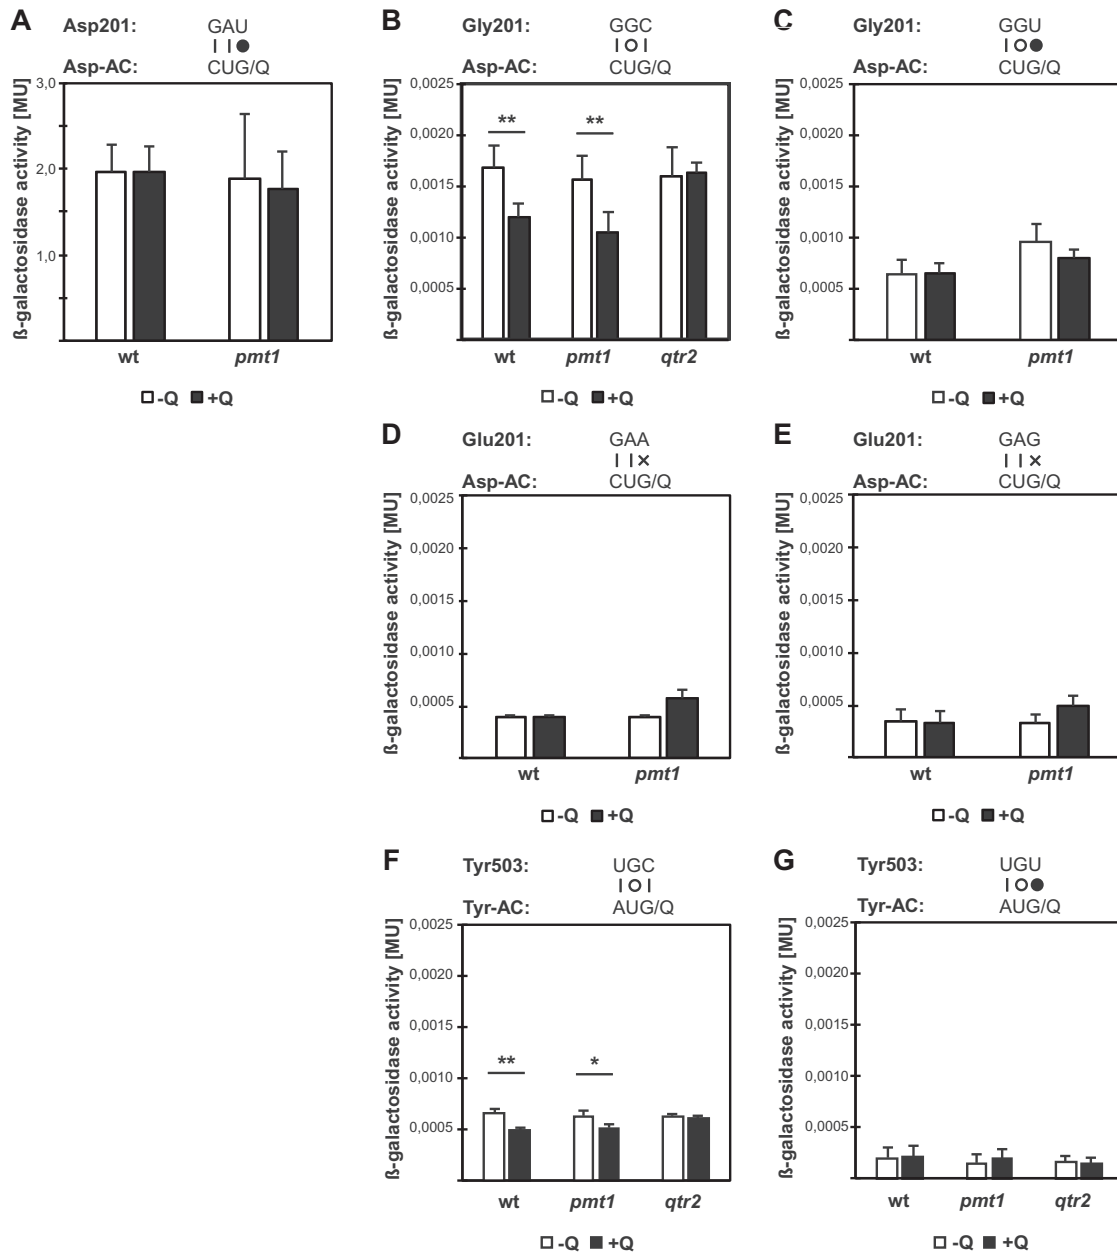 A
Asp201: GAU
Asp-AC: CUG/Q
ß-galactosidase activity [MU]
3,0
2,0
1,0
wt pmt1
-Q +Q
B
Gly201: GGC
Asp-AC: CUG/Q
ß-galactosidase activity [MU]
0,0025
0,0020
0,0015
0,0010
0,0005
** **
wt pmt1 qtr2
-Q +Q
C
Gly201: GGU
Asp-AC: CUG/Q
ß-galactosidase activity [MU]
0,0025
0,0020
0,0015
0,0010
0,0005
wt pmt1
-Q +Q
D
Glu201: GAA
Asp-AC: CUG/Q
ß-galactosidase activity [MU]
0,0025
0,0020
0,0015
0,0010
0,0005
wt pmt1
-Q +Q
E
Glu201: GAG
Asp-AC: CUG/Q
ß-galactosidase activity [MU]
0,0025
0,0020
0,0015
0,0010
0,0005
wt pmt1
-Q +Q
F
Tyr503: UGC
Tyr-AC: AUG/Q
ß-galactosidase activity [MU]
0,0025
0,0020
0,0015
0,0010
0,0005
** *
wt pmt1 qtr2
-Q +Q
G
Tyr503: UGU
Tyr-AC: AUG/Q
ß-galactosidase activity [MU]
0,0025
0,0020
0,0015
0,0010
0,0005
wt pmt1 qtr2
-Q +Q